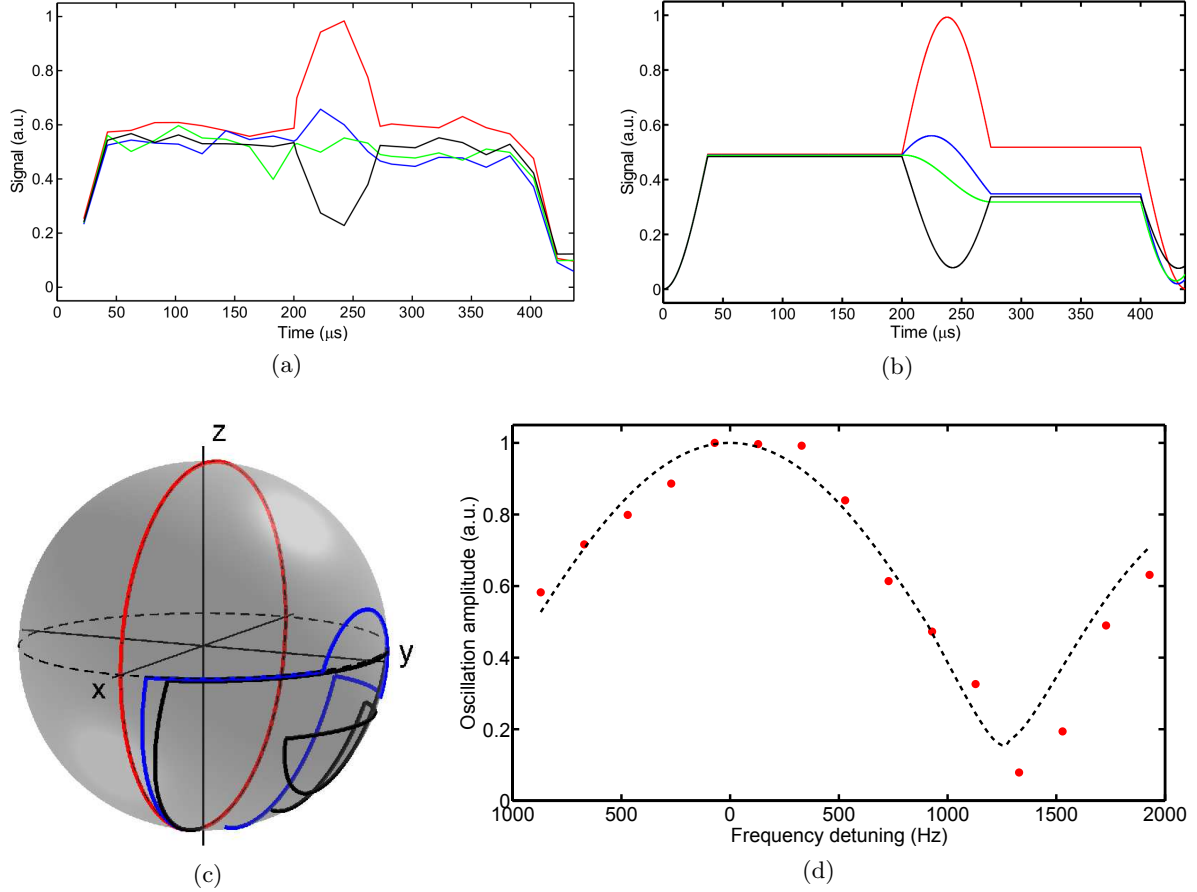 1
0.8
0.6
0.4
0.2
0
Signal (a.u.)
0 50 100 150 200 250 300 350 400
Time (μs)
(a)
1
0.8
0.6
0.4
0.2
0
Signal (a.u.)
0 50 100 150 200 250 300 350 400
Time (μs)
(b)
z
y
x
(c)
1
0.8
0.6
0.4
0.2
0
Oscillation amplitude (a.u.)
1000 500 0 500 1000 1500 2000
Frequency detuning (Hz)
(d)